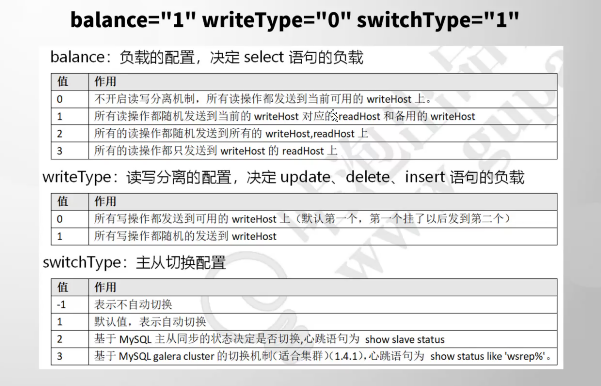 balance="1" writeType="0" switchType="1"
balance：负载的配置，决定 select 语句的负载
值 作用
0 不开启读写分离机制，所有读操作都发送到当前可用的 writeHost 上。
1 所有读操作都随机发送到当前的 writeHost 对应的 readHost 和备用的 writeHost
2 所有的读操作都随机发送到所有的 writeHost,readHost 上
3 所有的读操作都只发送到 writeHost 的 readHost 上
writeType：读写分离的配置，决定 update、delete、insert 语句的负载
值 作用
0 所有写操作都发送到可用的 writeHost 上（默认第一个，第一个挂了以后发到第二个）
1 所有写操作都随机的发送到 writeHost
switchType：主从切换配置
值 作用
-1 表示不自动切换
1 默认值，表示自动切换
2 基于 MySQL 主从同步的状态决定是否切换,心跳语句为 show slave status
3 基于 MySQL galera cluster 的切换机制（适合集群）（1.4.1），心跳语句为 show status like 'wsrep%'。